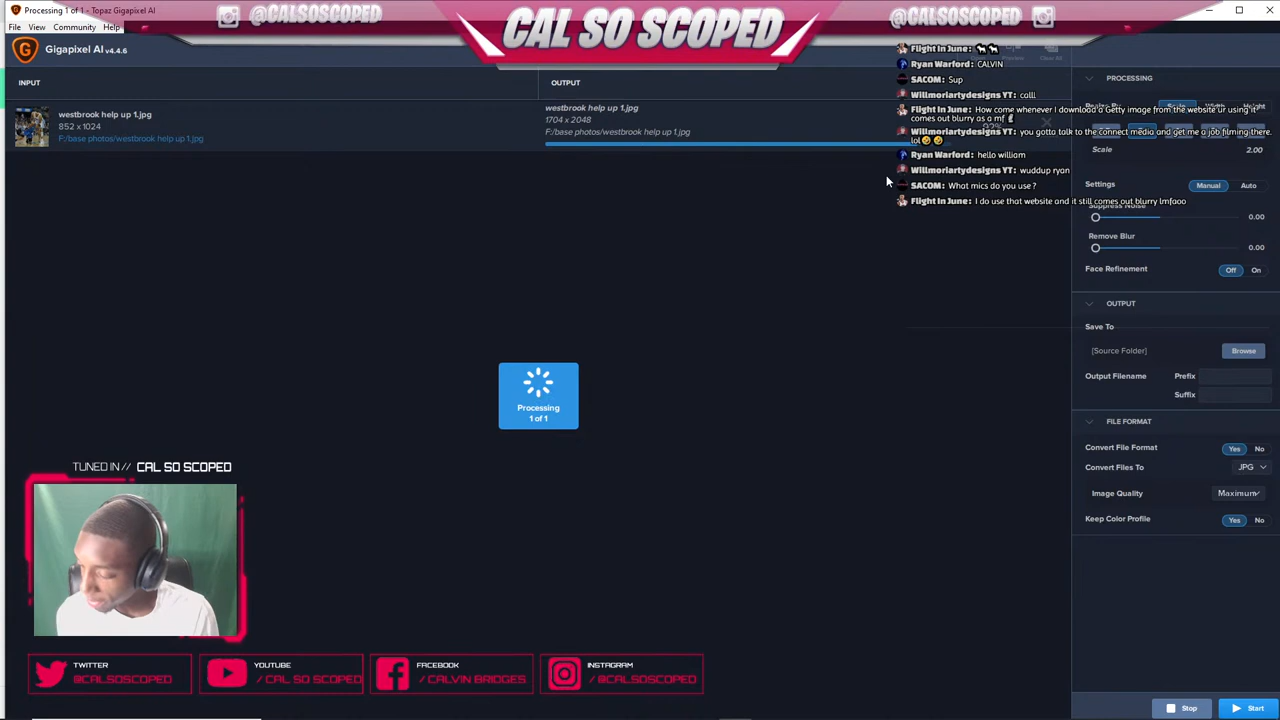 Processing 1 of 1 - Topaz Gigapixel AI
File View Community Help
@CALSOSCOPED
CAL SO SCOPED
@CALSOSCOPED
Gigapixel AI v4.4.6
Preview
Clear All
INPUT
OUTPUT
westbrook help up 1.jpg
852 x 1024
F:/base photos/westbrook help up 1.jpg
westbrook help up 1.jpg
1704 x 2048
F:/base photos/westbrook help up 1.jpg
Flight In June:
Ryan Warford: CALVIN
SACOM: Sup
Willmoriartydesigns YT: calll
Flight In June: How come whenever I download a Getty image from the website ur using it
comes out blurry as a mf
Willmoriartydesigns YT: you gotta talk to the connect media and get me a job filming there.
lol🤣🤣
Ryan Warford: hello william
Willmoriartydesigns YT: wuddup ryan
SACOM: What mics do you use ?
Flight In June: I do use that website and it still comes out blurry lmfaoo
PROCESSING
Scale Width Height
Scale 2.00
Settings Manual Auto
Suppress Noise 0.00
Remove Blur 0.00
Face Refinement Off On
OUTPUT
Save To
[Source Folder] Browse
Output Filename Prefix
Suffix
FILE FORMAT
Convert File Format Yes No
Convert Files To JPG
Image Quality Maximum
Keep Color Profile Yes No
Processing
1 of 1
TUNED IN // CAL SO SCOPED
TWITTER
@CALSOSCOPED
YOUTUBE
/ CAL SO SCOPED
FACEBOOK
/ CALVIN BRIDGES
INSTAGRAM
/ @CALSOSCOPED
Stop Start